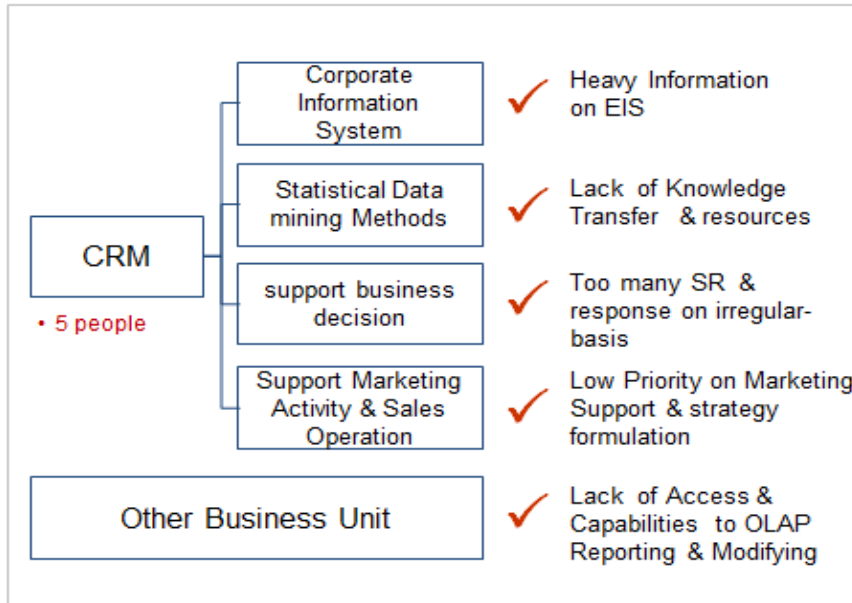 Corporate
Information
System
Heavy Information
on EIS
Statistical Data
mining Methods
Lack of Knowledge
Transfer & resources
CRM
• 5 people
support business
decision
Too many SR &
response on irregular-
basis
Support Marketing
Activity & Sales
Operation
Low Priority on Marketing
Support & strategy
formulation
Other Business Unit
Lack of Access &
Capabilities to OLAP
Reporting & Modifying